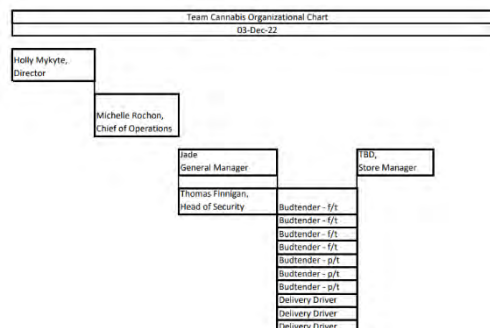 Team Cannabis Organizational Chart
03-Dec-22
Holly Mykyte,
Director
Michelle Rochon,
Chief of Operations
Jade
General Manager
TBD,
Store Manager
Thomas Finnigan,
Head of Security
Budtender - f/t
Budtender - f/t
Budtender - f/t
Budtender - f/t
Budtender - p/t
Budtender - p/t
Budtender - p/t
Delivery Driver
Delivery Driver
Delivery Driver